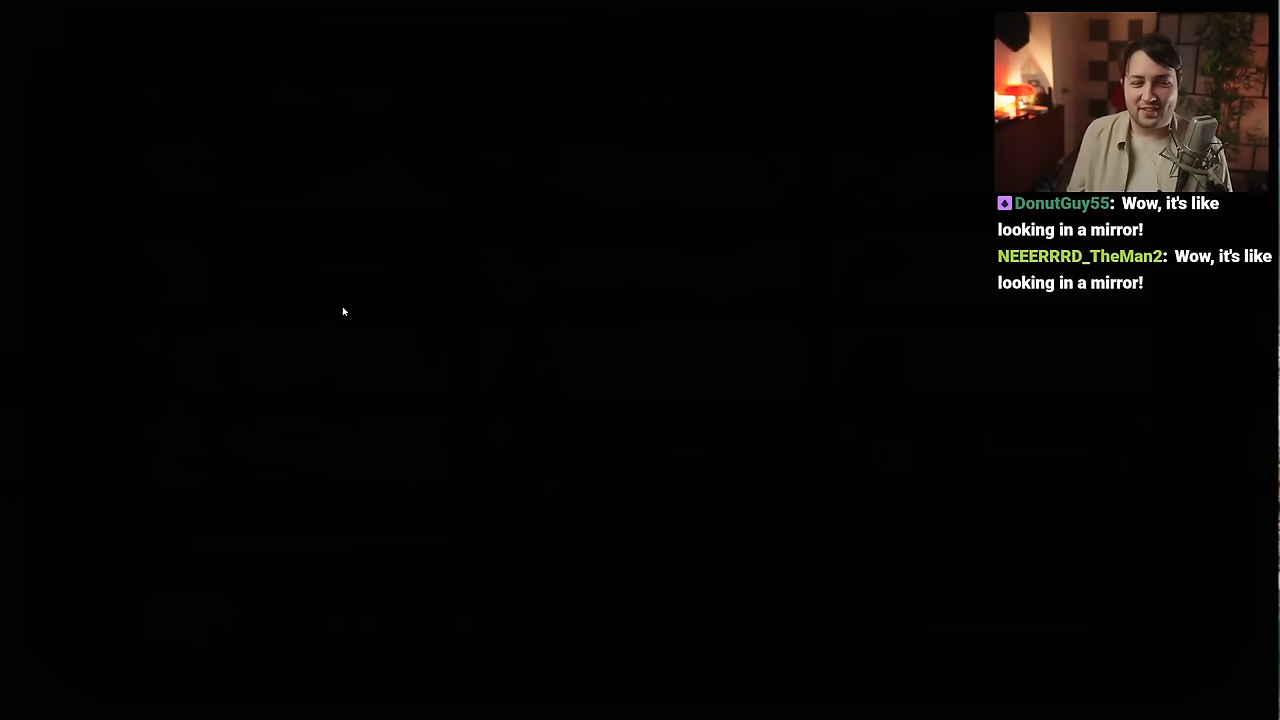 DonutGuy55: Wow, it's like
looking in a mirror!
NEEERRRD_TheMan2: Wow, it's like
looking in a mirror!